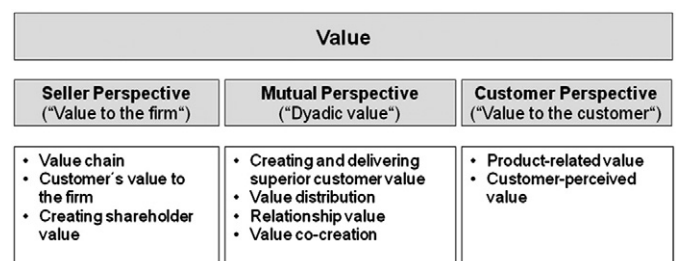 Value
Seller Perspective
(“Value to the firm“)
Mutual Perspective
(“Dyadic value“)
Customer Perspective
(“Value to the customer“)
• Value chain
• Customer´s value to
the firm
• Creating shareholder
value
• Creating and delivering
superior customer value
• Value distribution
• Relationship value
• Value co-creation
• Product-related value
• Customer-perceived
value